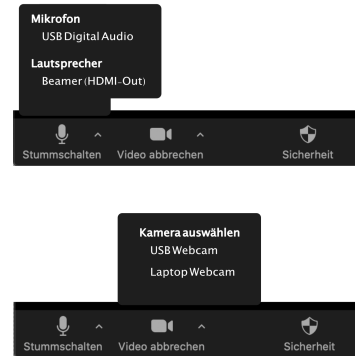 Mikrofon
USB Digital Audio
Lautsprecher
Beamer (HDMI-Out)
Stummschalten Video abbrechen Sicherheit
Kamera auswählen
USB Webcam
Laptop Webcam
Stummschalten Video abbrechen Sicherheit